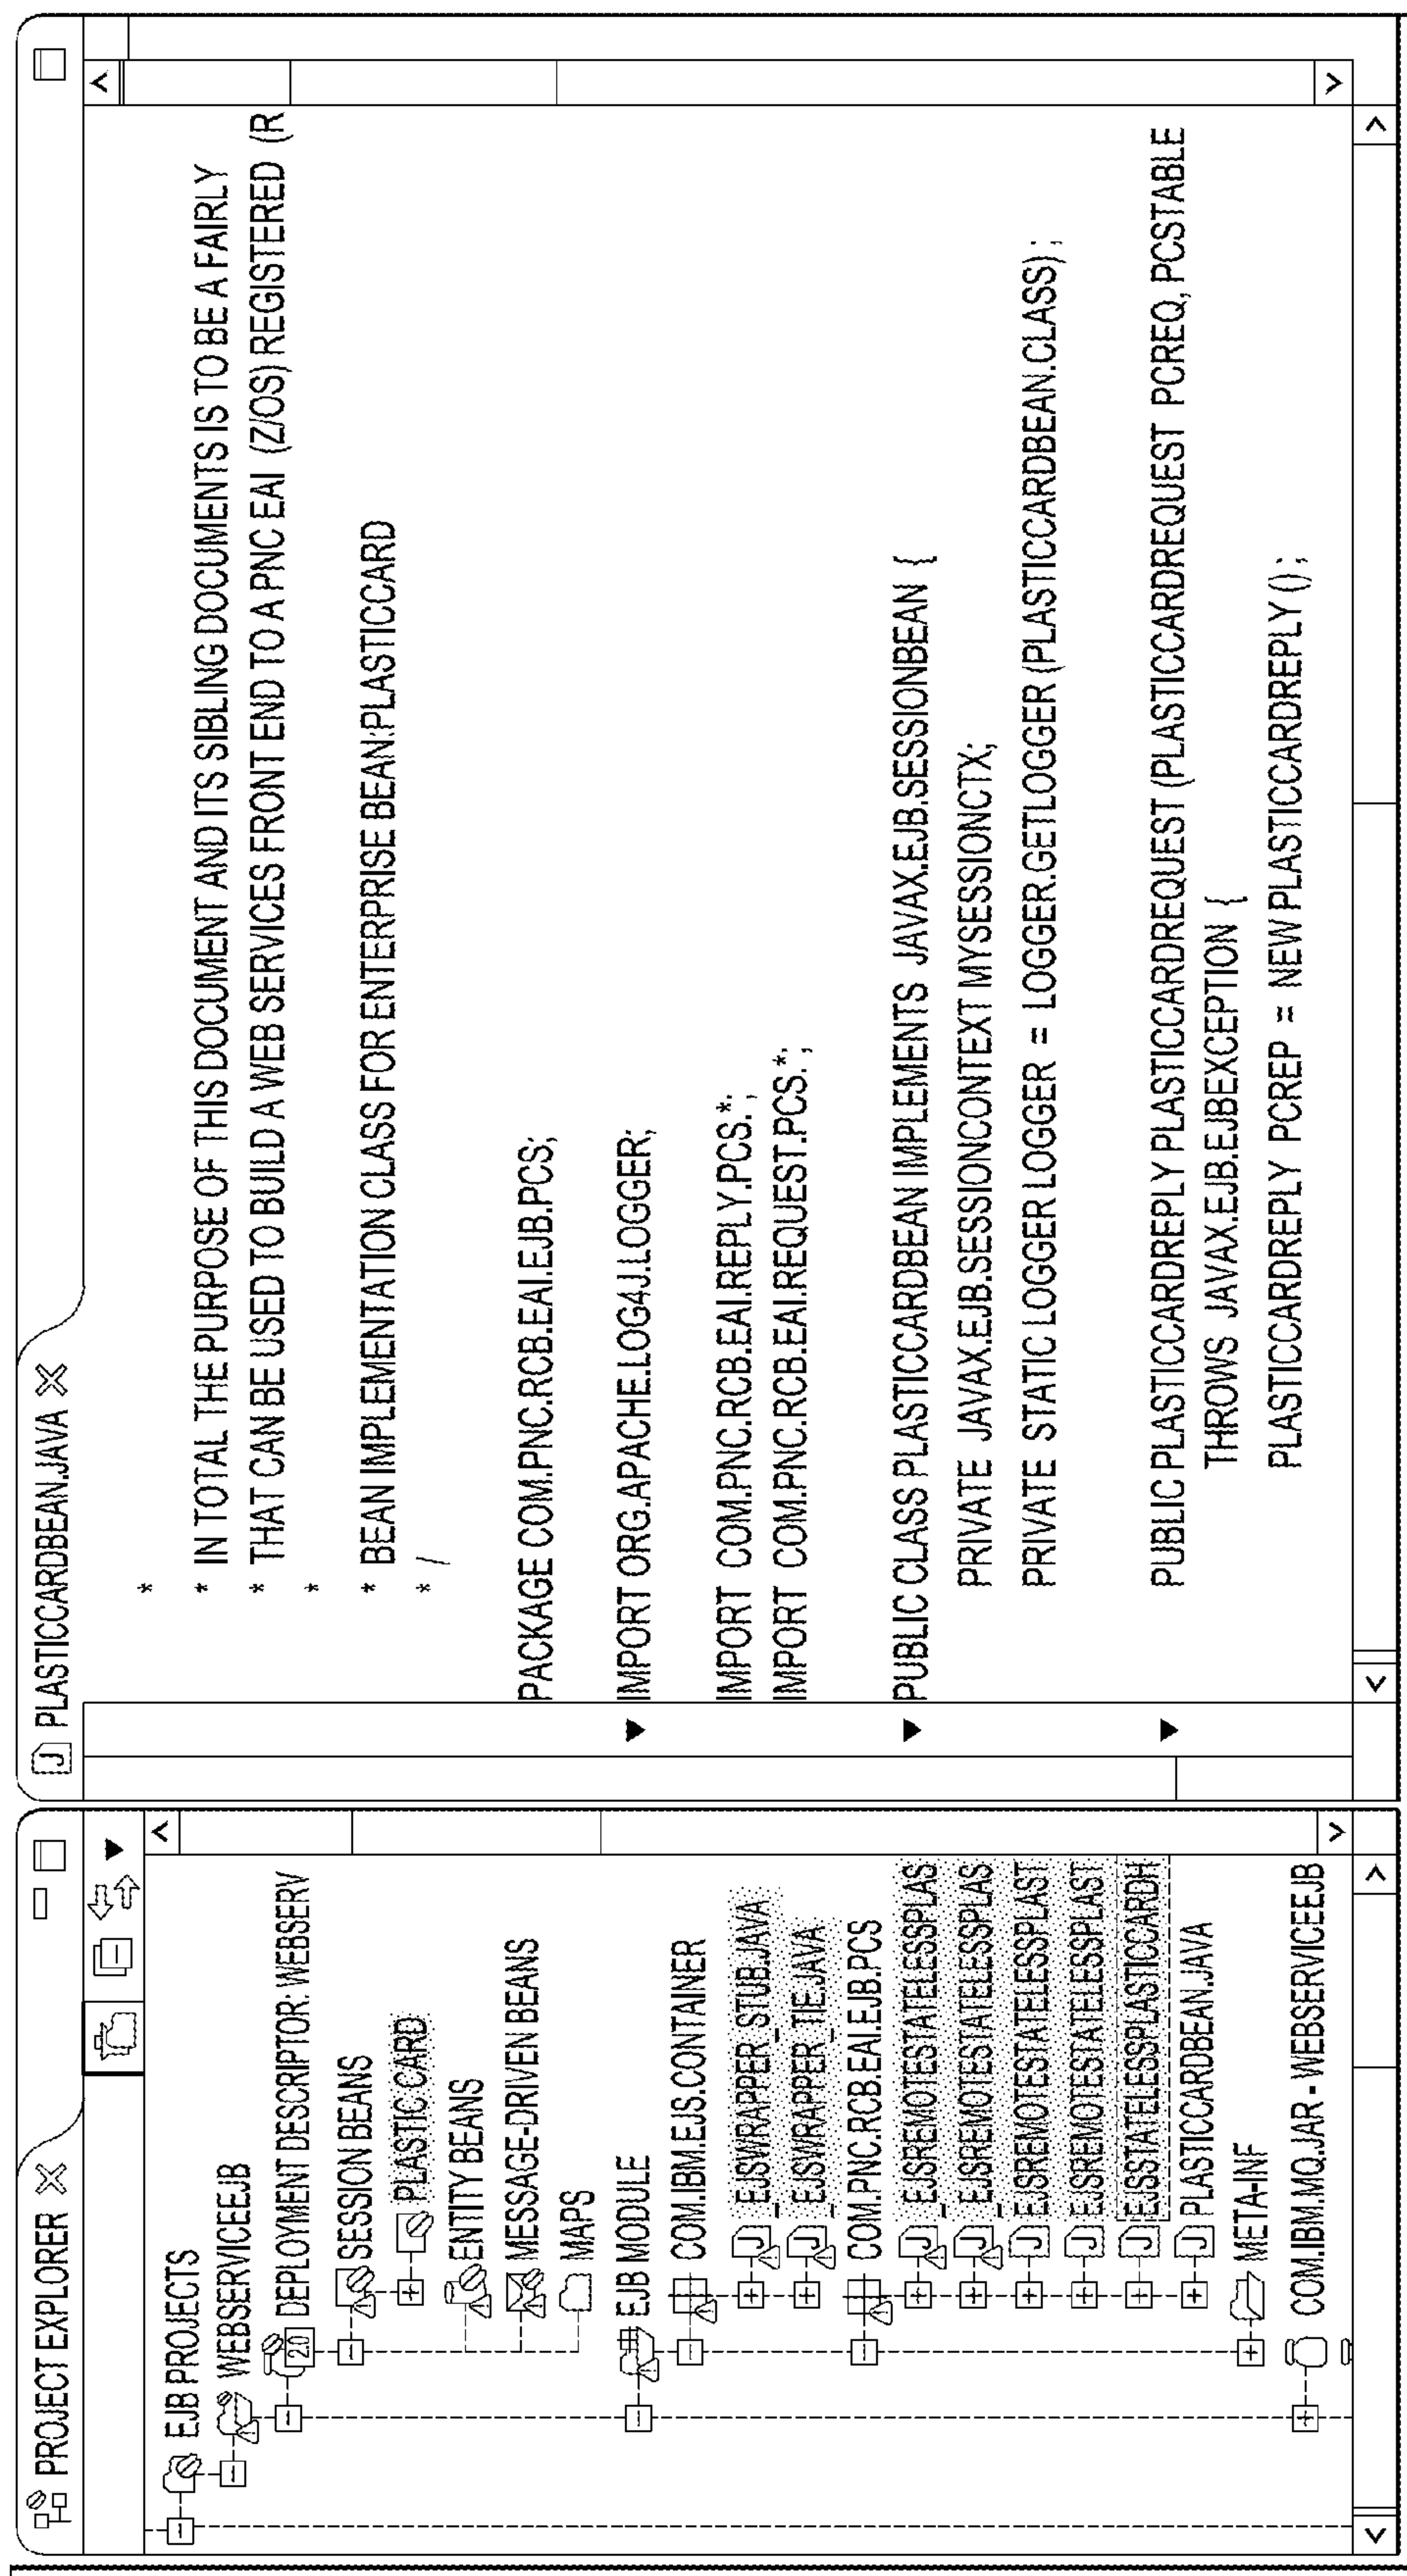 PROJECT EXPLORER
EJB PROJECTS
WEBSERVICEEJB
DEPLOYMENT DESCRIPTOR: WEBSERV
2.0
SESSION BEANS
PLASTIC CARD
ENTITY BEANS
MESSAGE-DRIVEN BEANS
MAPS
EJB MODULE
COM.IBM.EJS.CONTAINER
J _EJSWRAPPER_STUB.JAVA
J _EJSWRAPPER_TIE.JAVA
COM.PNC.RCB.EAI.EJB.PCS
J _EJSREMOTESTATELESSPLAS
J _EJSREMOTESTATELESSPLAS
J EJSREMOTESTATELESSPLAST
J EJSREMOTESTATELESSPLAST
J EJSSTATELESSPLASTICCARDH
J PLASTICCARDBEAN.JAVA
META-INF
COM.IBM.MQ.JAR - WEBSERVICEEJB
J PLASTICCARDBEAN.JAVA
*
* IN TOTAL THE PURPOSE OF THIS DOCUMENT AND ITS SIBLING DOCUMENTS IS TO BE A FAIRLY
* THAT CAN BE USED TO BUILD A WEB SERVICES FRONT END TO A PNC EAI (Z/OS) REGISTERED (R
*
* BEAN IMPLEMENTATION CLASS FOR ENTERPRISE BEAN:PLASTICCARD
* /
PACKAGE COM.PNC.RCB.EAI.EJB.PCS;
IMPORT ORG.APACHE.LOG4J.LOGGER;
IMPORT COM.PNC.RCB.EAI.REPLY.PCS.*;
IMPORT COM.PNC.RCB.EAI.REQUEST.PCS.*;
PUBLIC CLASS PLASTICCARDBEAN IMPLEMENTS JAVAX.EJB.SESSIONBEAN {
PRIVATE JAVAX.EJB.SESSIONCONTEXT MYSESSIONCTX;
PRIVATE STATIC LOGGER LOGGER = LOGGER.GETLOGGER (PLASTICCARDBEAN.CLASS) ;
PUBLIC PLASTICCARDREPLY PLASTICCARDREQUEST (PLASTICCARDREQUEST PCREQ, PCSTABLE
THROWS JAVAX.EJB.EJBEXCEPTION {
PLASTICCARDREPLY PCREP = NEW PLASTICCARDREPLY () ;